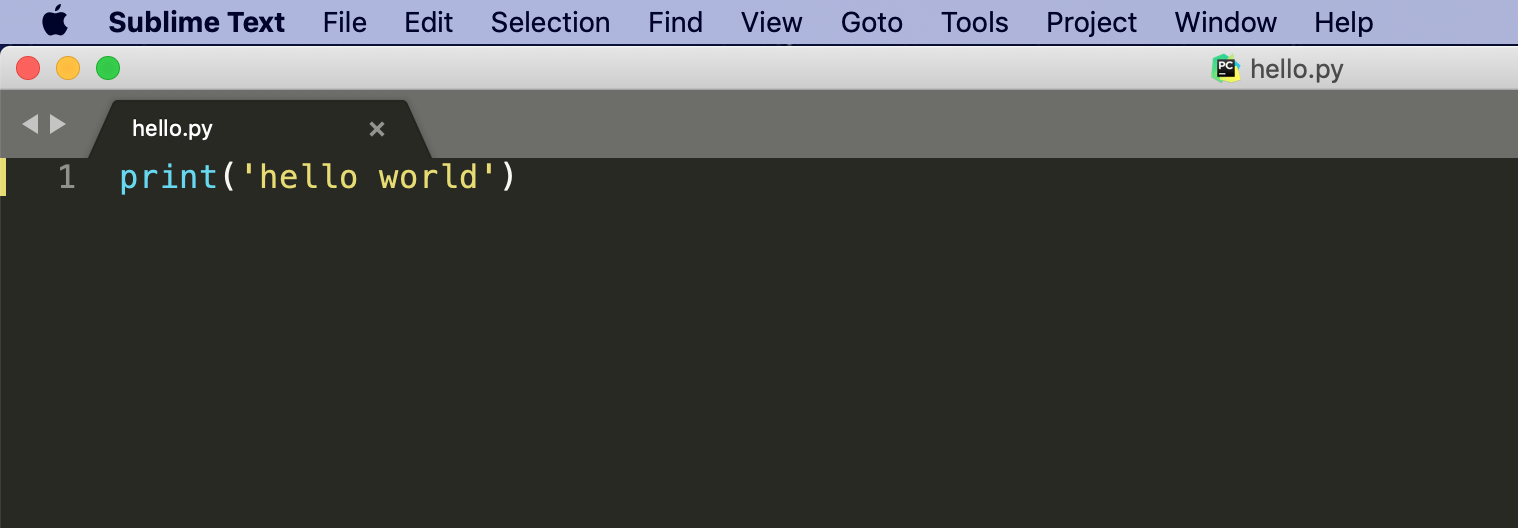 Sublime Text File Edit Selection Find View Goto Tools Project Window Help
PC hello.py
hello.py ×
1 print('hello world')